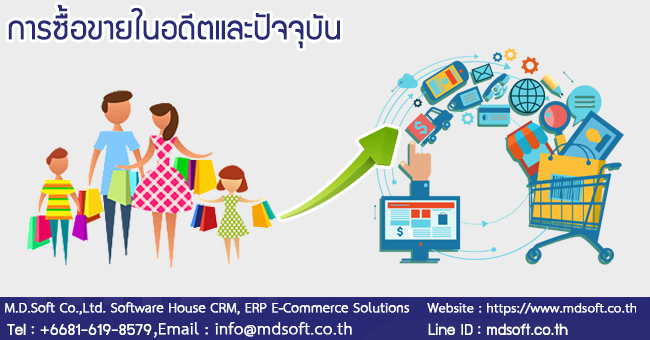 การซื้อขายในอดีตและปัจจุบัน
M.D.Soft Co.,Ltd. Software House CRM, ERP E-Commerce Solutions
Website : https://www.mdsoft.co.th
Tel : +6681-619-8579,Email : info@mdsoft.co.th
Line ID : mdsoft.co.th